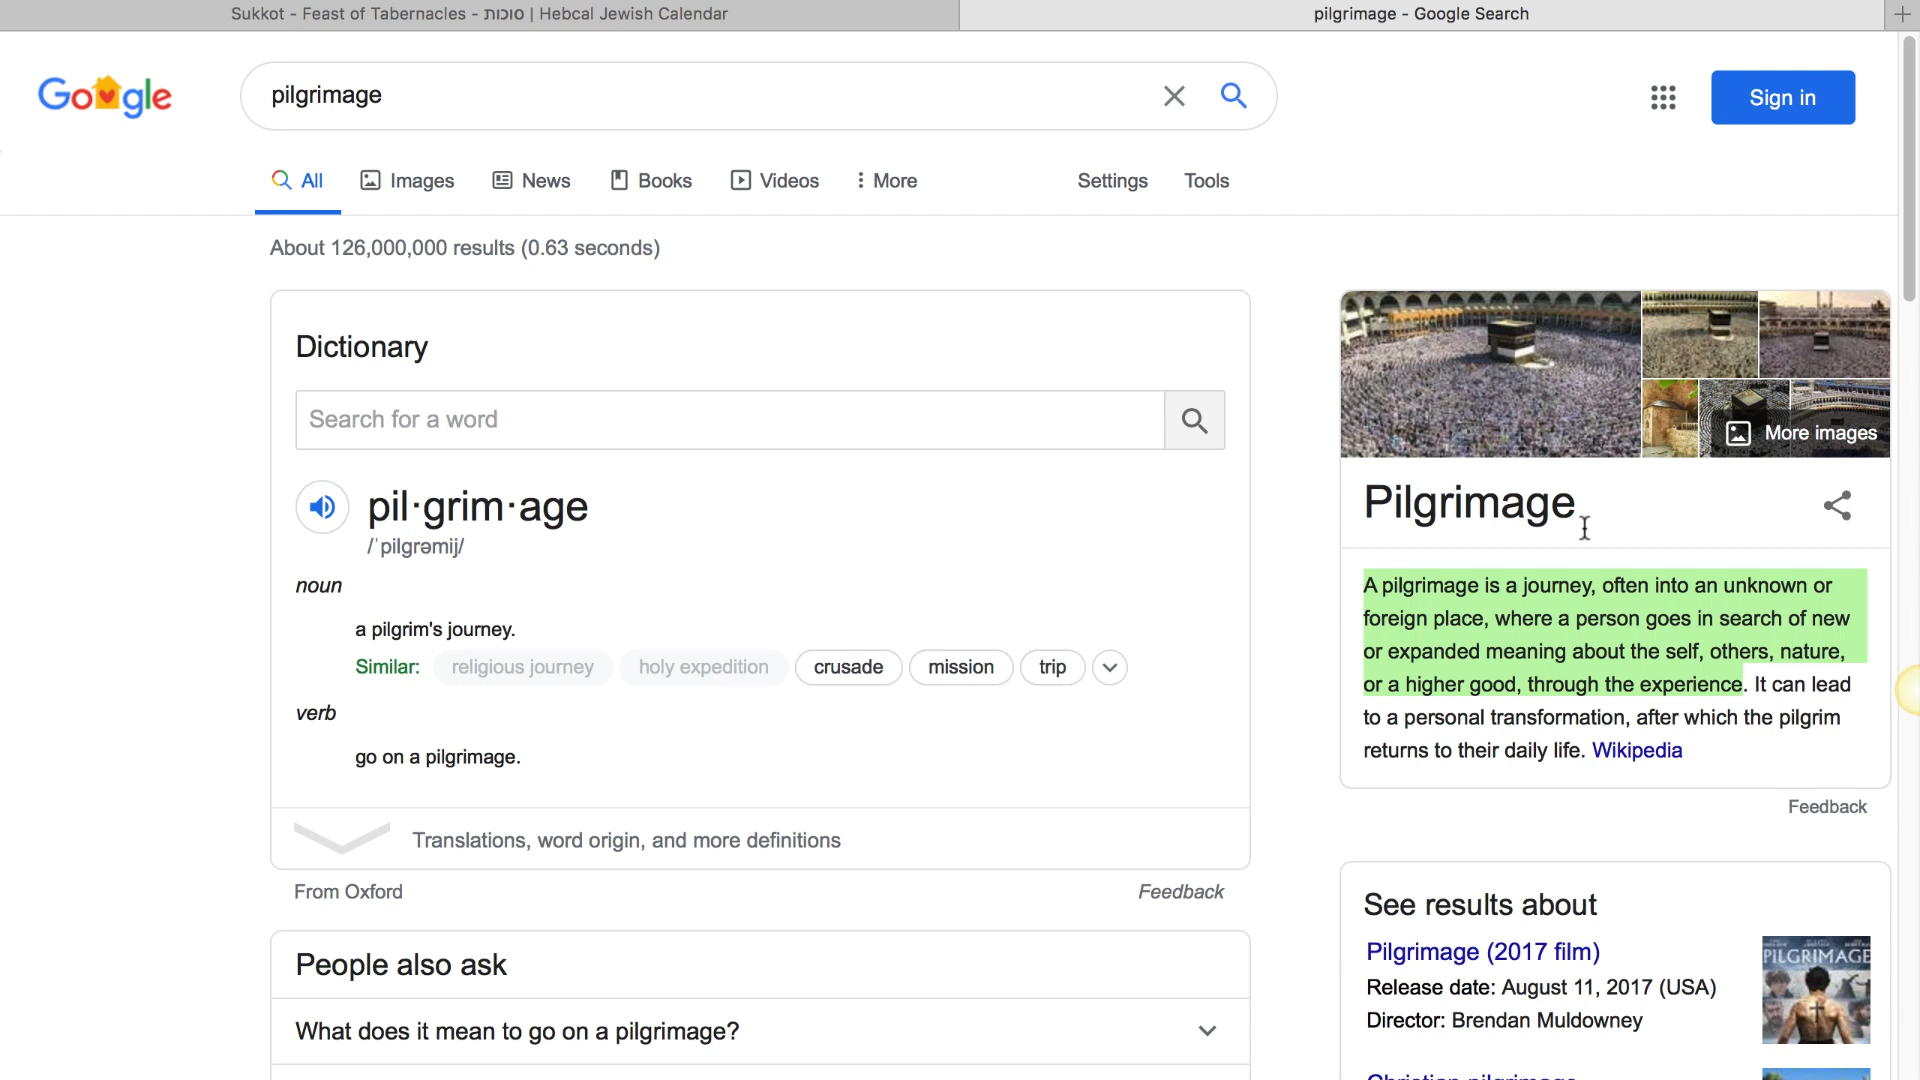 Sukkot - Feast of Tabernacles - סוכות | Hebcal Jewish Calendar
pilgrimage - Google Search
Google
pilgrimage
Sign in
All
Images
News
Books
Videos
More
Settings
Tools
About 126,000,000 results (0.63 seconds)
Dictionary
Search for a word
pil·grim·age
/ˈpilɡrəmij/
noun
a pilgrim's journey.
Similar: religious journey holy expedition crusade mission trip
verb
go on a pilgrimage.
Translations, word origin, and more definitions
From Oxford
Feedback
People also ask
What does it mean to go on a pilgrimage?
More images
Pilgrimage
A pilgrimage is a journey, often into an unknown or
foreign place, where a person goes in search of new
or expanded meaning about the self, others, nature,
or a higher good, through the experience. It can lead
to a personal transformation, after which the pilgrim
returns to their daily life. Wikipedia
Feedback
See results about
Pilgrimage (2017 film)
Release date: August 11, 2017 (USA)
Director: Brendan Muldowney
PILGRIMAGE
Christian pilgrimage